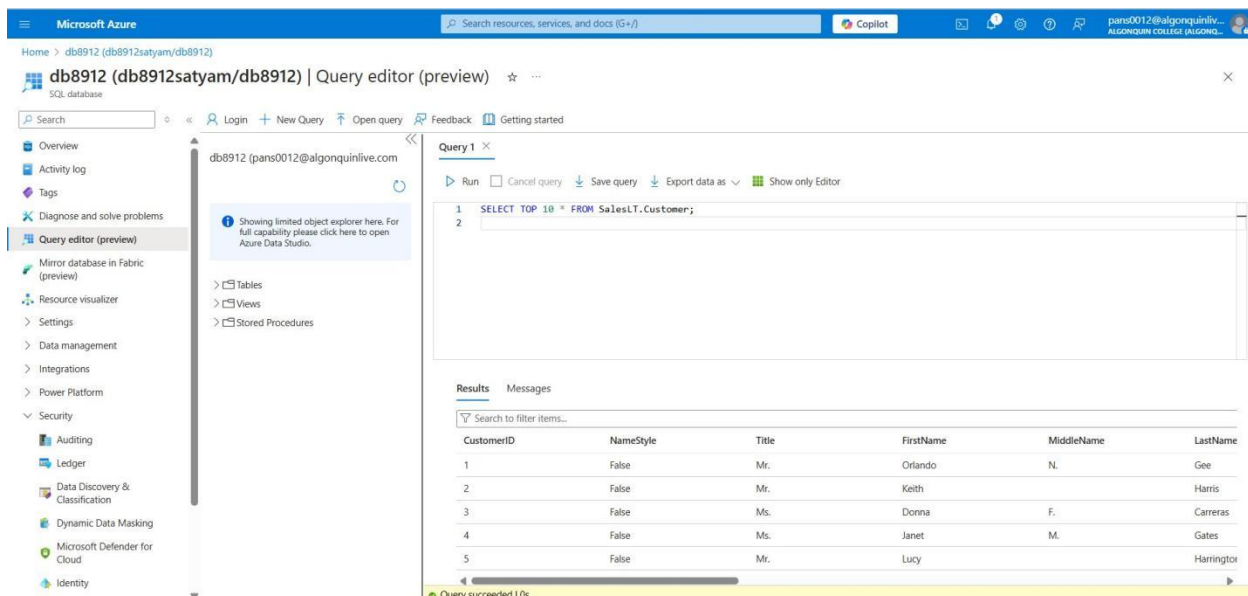 Microsoft Azure
Search resources, services, and docs (G+/)
Copilot
1
pans0012@algonquinliv...
ALGONQUIN COLLEGE (ALGONQ...
Home > db8912 (db8912satyam/db8912)
db8912 (db8912satyam/db8912) | Query editor (preview)
SQL database
Search
Login
New Query
Open query
Feedback
Getting started
Overview
Activity log
Tags
Diagnose and solve problems
Query editor (preview)
Mirror database in Fabric
(preview)
Resource visualizer
Settings
Data management
Integrations
Power Platform
Security
Auditing
Ledger
Data Discovery &
Classification
Dynamic Data Masking
Microsoft Defender for
Cloud
Identity
db8912 (pans0012@algonquinlive.com
Showing limited object explorer here. For
full capability please click here to open
Azure Data Studio.
Tables
Views
Stored Procedures
Query 1
Run
Cancel query
Save query
Export data as
Show only Editor
1 SELECT TOP 10 * FROM SalesLT.Customer;
2
Results Messages
Search to filter items...
CustomerID NameStyle Title FirstName MiddleName LastName
1 False Mr. Orlando N. Gee
2 False Mr. Keith Harris
3 False Ms. Donna F. Carreras
4 False Ms. Janet M. Gates
5 False Mr. Lucy Harrington
Query succeeded | 0s